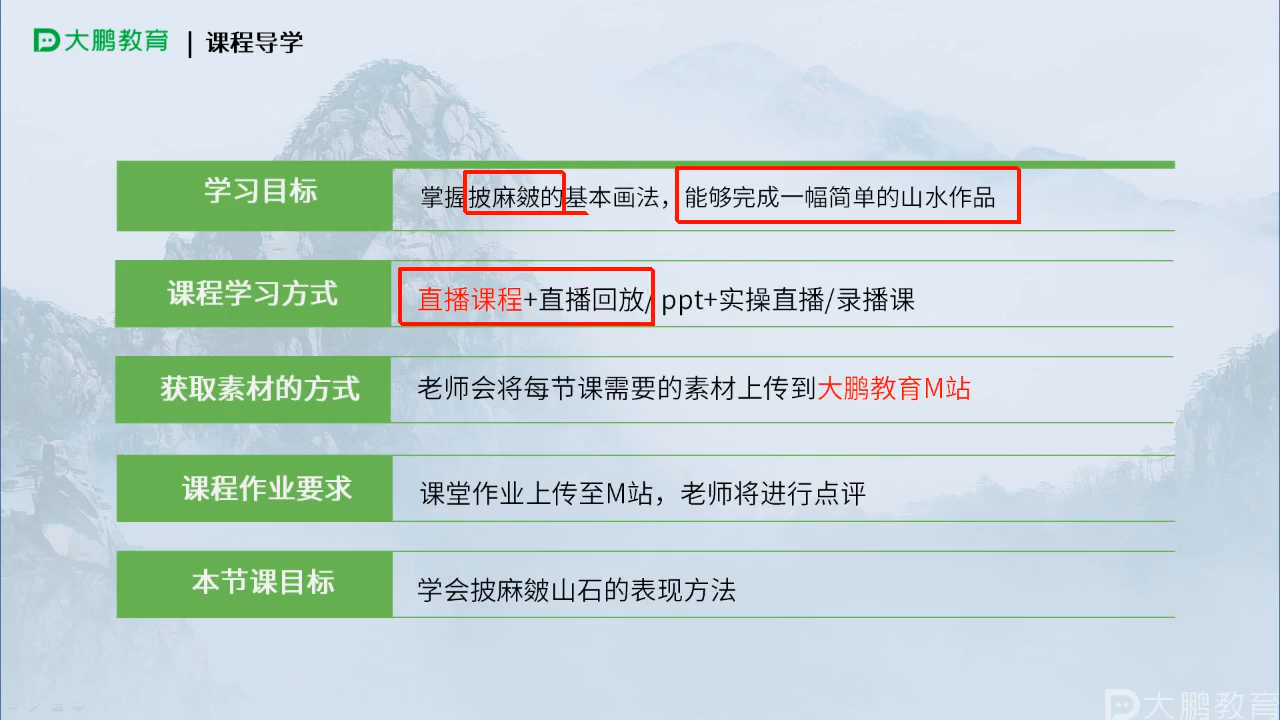 大鹏教育 | 课程导学
学习目标
掌握披麻皴的基本画法，能够完成一幅简单的山水作品
课程学习方式
直播课程+直播回放/ ppt+实操直播/录播课
获取素材的方式
老师会将每节课需要的素材上传到大鹏教育M站
课程作业要求
课堂作业上传至M站，老师将进行点评
本节课目标
学会披麻皴山石的表现方法
大鹏教育